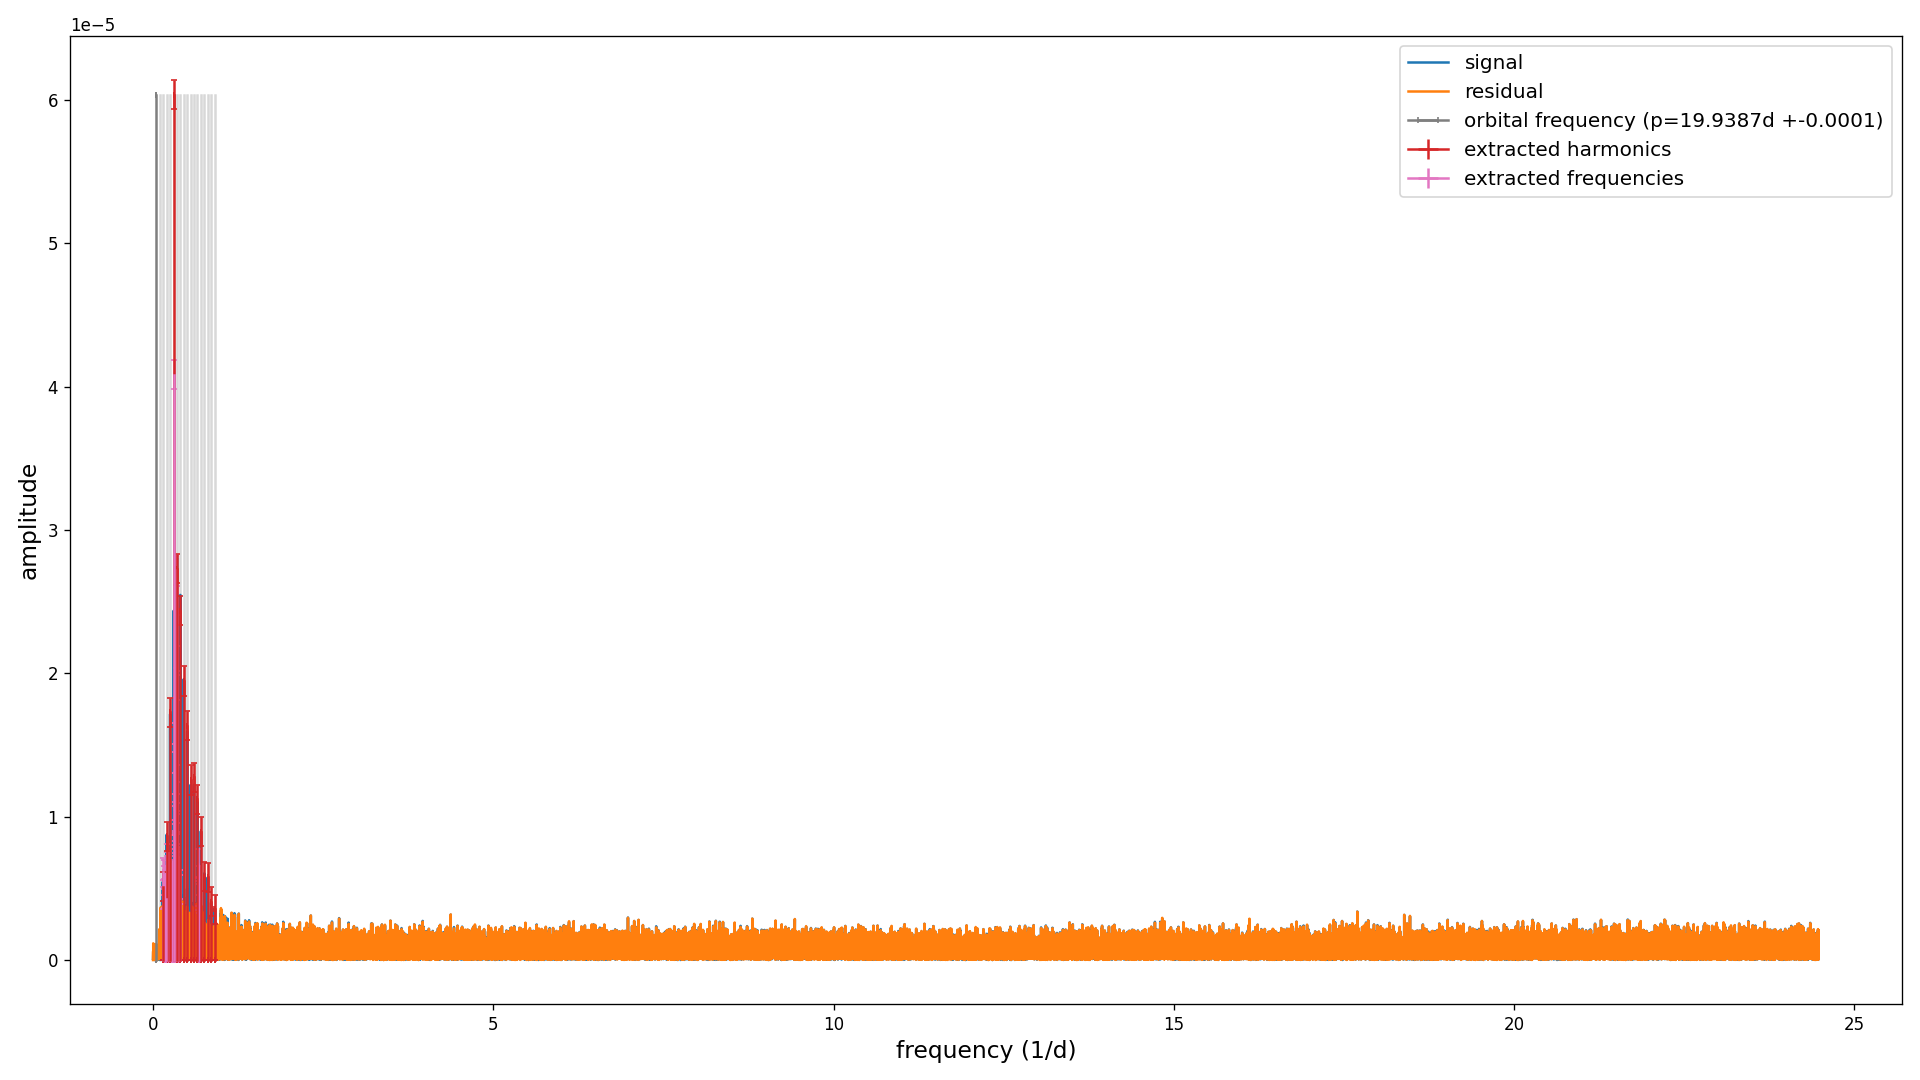 1e−5
6
5
4
3
2
1
0
amplitude
0
5
10
15
20
25
frequency (1/d)
signal
residual
orbital frequency (p=19.9387d +-0.0001)
extracted harmonics
extracted frequencies